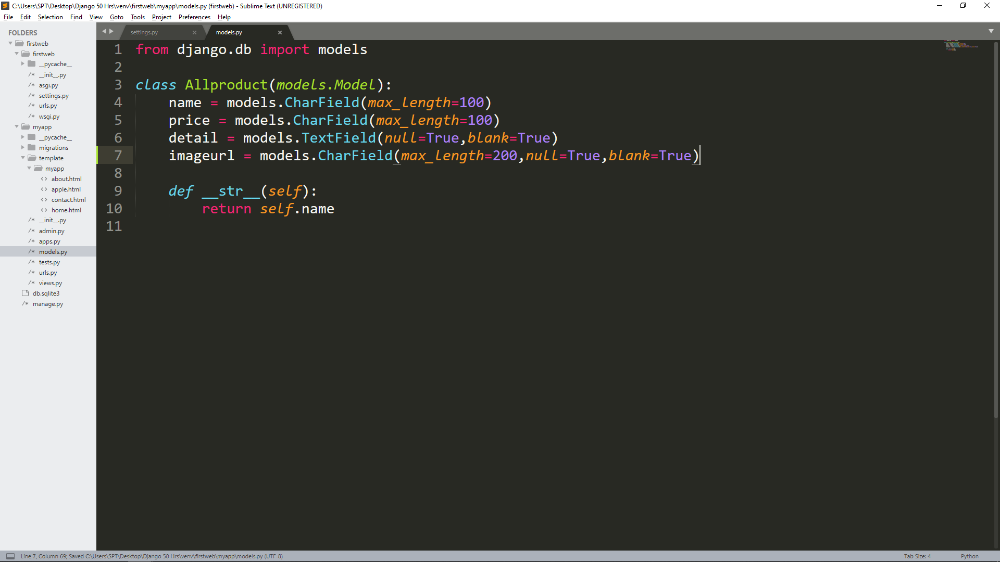 C:\Users\SPT\Desktop\Django 50 Hrs\venv\firstweb\myapp\models.py (firstweb) - Sublime Text (UNREGISTERED)
File Edit Selection Find View Goto Tools Project Preferences Help
FOLDERS
firstweb
firstweb
__pycache__
/* __init__.py
/* asgi.py
/* settings.py
/* urls.py
/* wsgi.py
myapp
__pycache__
migrations
template
myapp
<> about.html
<> apple.html
<> contact.html
<> home.html
/* __init__.py
/* admin.py
/* apps.py
/* models.py
/* tests.py
/* urls.py
/* views.py
db.sqlite3
/* manage.py
settings.py × models.py ×
1 from django.db import models
2
3 class Allproduct(models.Model):
4     name = models.CharField(max_length=100)
5     price = models.CharField(max_length=100)
6     detail = models.TextField(null=True,blank=True)
7     imageurl = models.CharField(max_length=200,null=True,blank=True)
8
9     def __str__(self):
10         return self.name
11
Line 7, Column 69; Saved C:\Users\SPT\Desktop\Django 50 Hrs\venv\firstweb\myapp\models.py (UTF-8) Tab Size: 4 Python